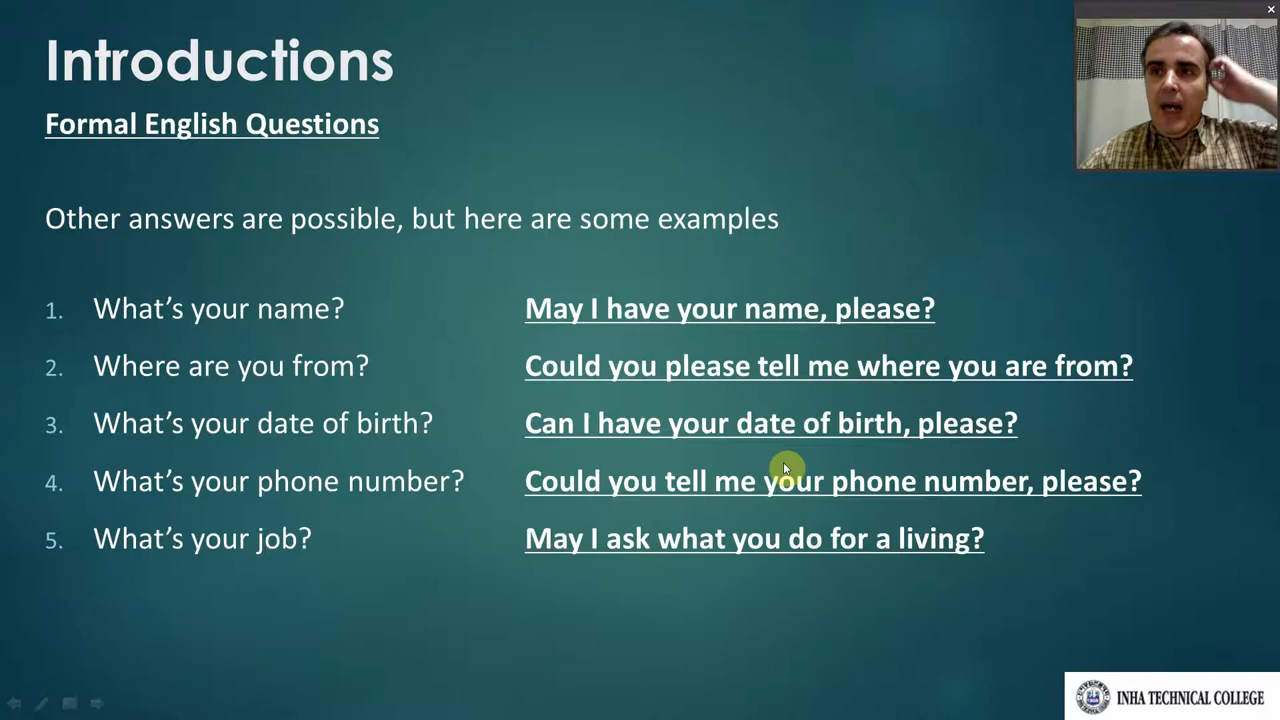 Introductions
Formal English Questions
Other answers are possible, but here are some examples
1. What’s your name? May I have your name, please?
2. Where are you from? Could you please tell me where you are from?
3. What’s your date of birth? Can I have your date of birth, please?
4. What’s your phone number? Could you tell me your phone number, please?
5. What’s your job? May I ask what you do for a living?
INHA TECHNICAL COLLEGE